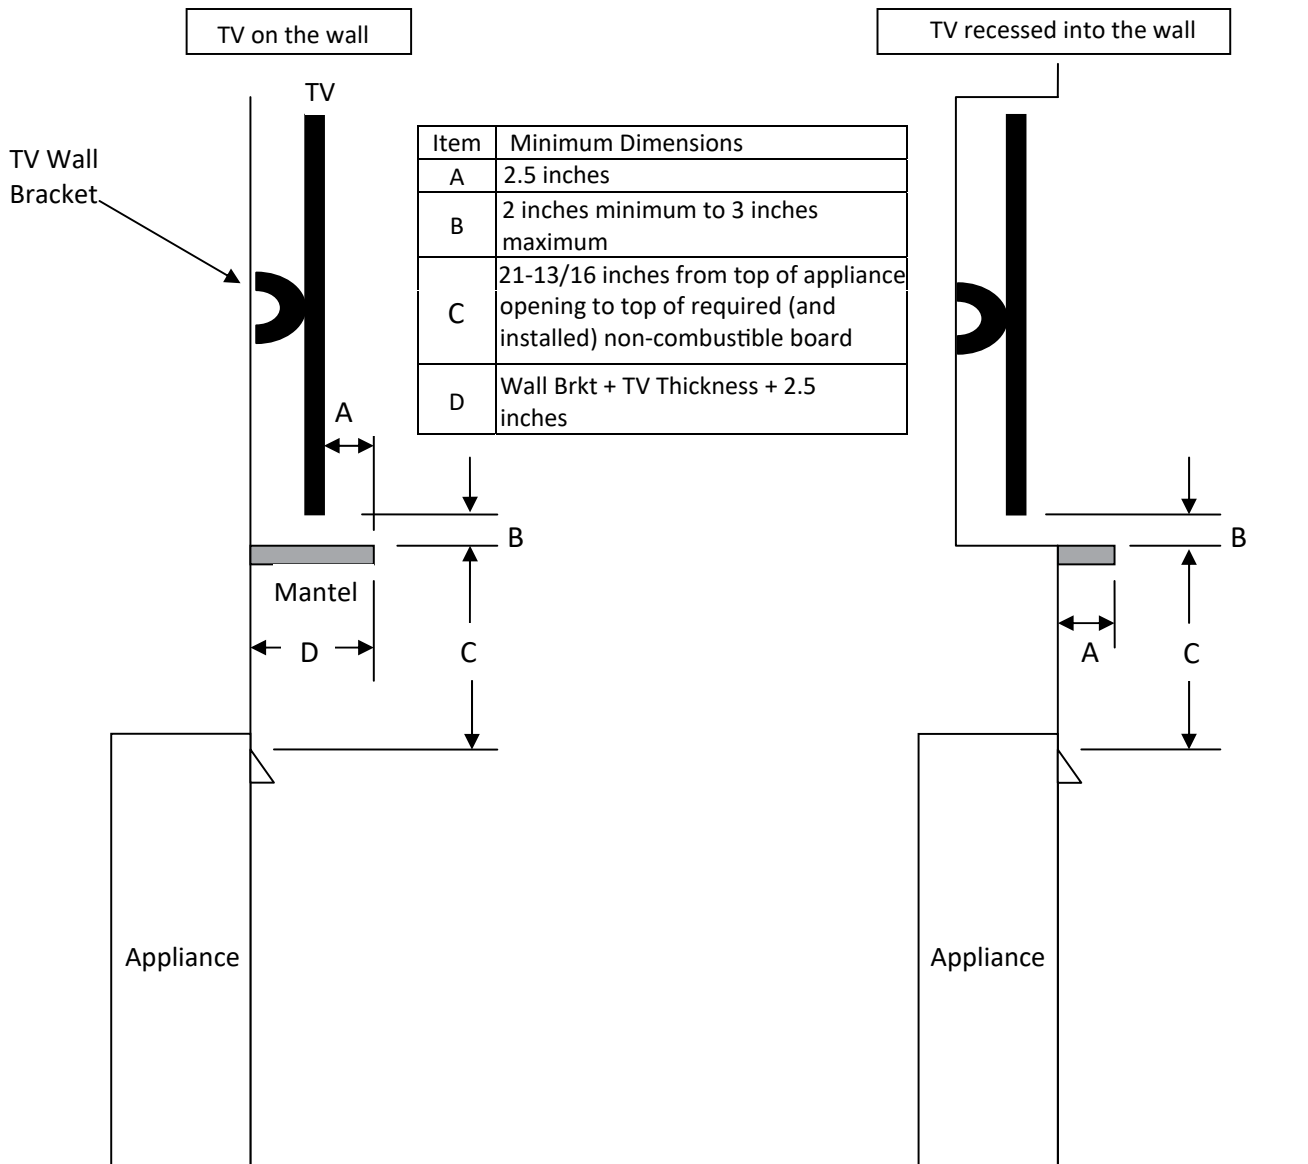 TV on the wall
TV recessed into the wall
TV
TV Wall
Bracket
Item Minimum Dimensions
A 2.5 inches
B 2 inches minimum to 3 inches
maximum
C 21-13/16 inches from top of appliance
opening to top of required (and
installed) non-combustible board
D Wall Brkt + TV Thickness + 2.5
inches
A
B
Mantel
D
C
B
A
C
Appliance
Appliance